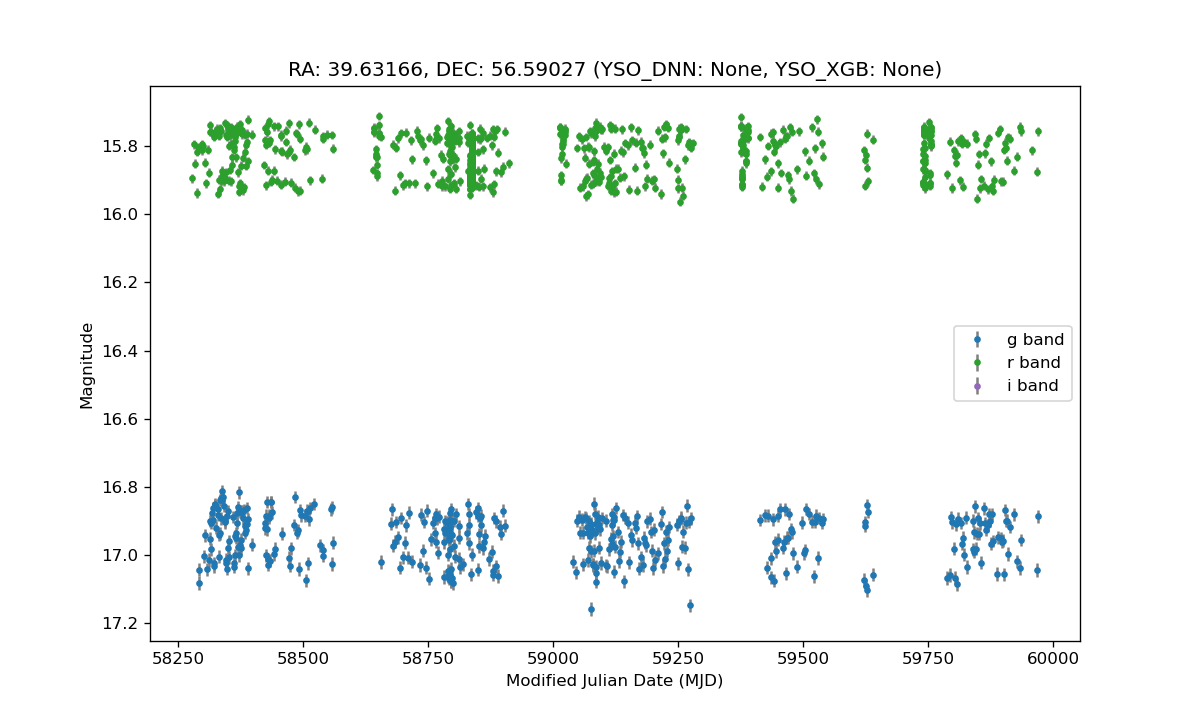 RA: 39.63166, DEC: 56.59027 (YSO_DNN: None, YSO_XGB: None)
15.8
16.0
16.2
16.4
16.6
16.8
17.0
17.2
Magnitude
g band
r band
i band
58250 58500 58750 59000 59250 59500 59750 60000
Modified Julian Date (MJD)